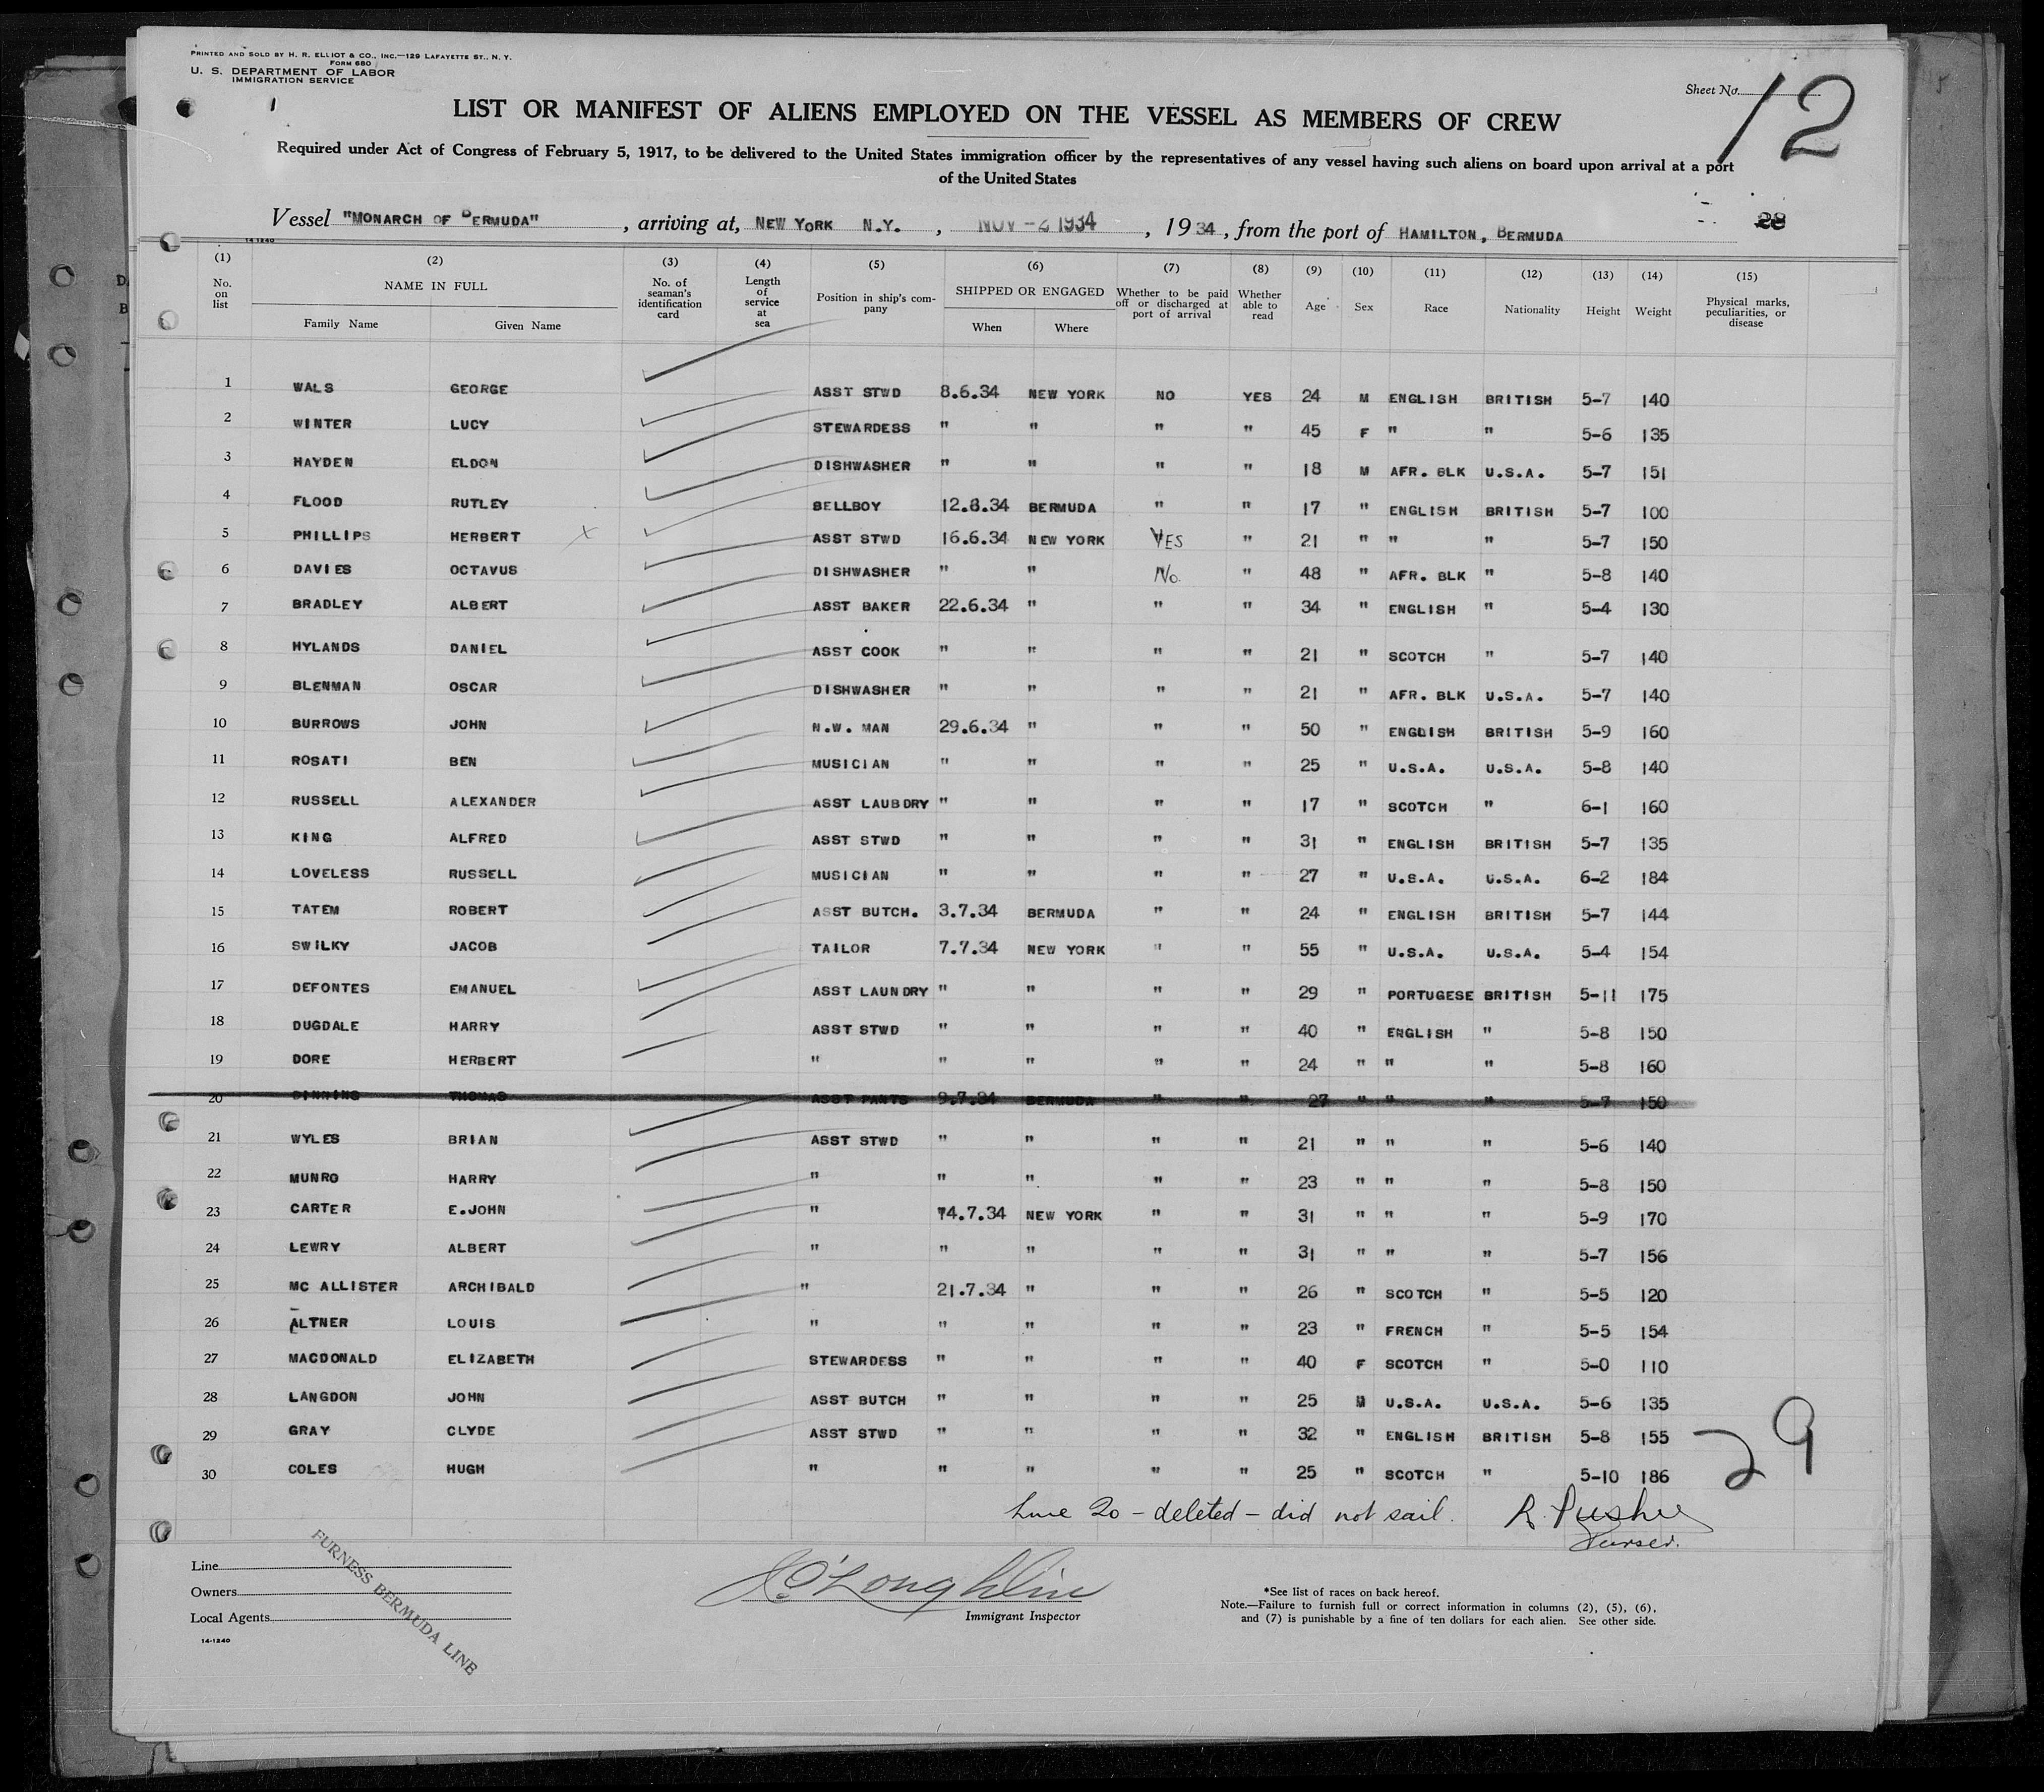 PRINTED AND SOLD BY H. R. ELLIOT & CO., INC.—129 LAFAYETTE ST., N. Y.
FORM 680
U. S. DEPARTMENT OF LABOR
IMMIGRATION SERVICE
Sheet No. 12
LIST OR MANIFEST OF ALIENS EMPLOYED ON THE VESSEL AS MEMBERS OF CREW
Required under Act of Congress of February 5, 1917, to be delivered to the United States immigration officer by the representatives of any vessel having such aliens on board upon arrival at a port
of the United States
28
Vessel "MONARCH OF BERMUDA", arriving at, NEW YORK N.Y., NOV -2 1934, 1934, from the port of HAMILTON, BERMUDA
14 1240
(1) (2) (3) (4) (5) (6) (7) (8) (9) (10) (11) (12) (13) (14) (15)
No. on list NAME IN FULL Family Name Given Name No. of seaman's identification card Length of service at sea Position in ship's company SHIPPED OR ENGAGED When Where Whether to be paid off or discharged at port of arrival Whether able to read Age Sex Race Nationality Height Weight Physical marks, peculiarities, or disease
1 WALS GEORGE ASST STWD 8.6.34 NEW YORK NO YES 24 M ENGLISH BRITISH 5-7 140
2 WINTER LUCY STEWARDESS " " " " 45 F " " 5-6 135
3 HAYDEN ELDON DISHWASHER " " " " 18 M AFR. BLK U.S.A. 5-7 151
4 FLOOD RUTLEY BELLBOY 12.8.34 BERMUDA " " 17 " ENGLISH BRITISH 5-7 100
5 PHILLIPS HERBERT X ASST STWD 16.6.34 NEW YORK YES " 21 " " " 5-7 150
6 DAVIES OCTAVUS DISHWASHER " " No. " 48 " AFR. BLK " 5-8 140
7 BRADLEY ALBERT ASST BAKER 22.6.34 " " " 34 " ENGLISH " 5-4 130
8 HYLANDS DANIEL ASST COOK " " " " 21 " SCOTCH " 5-7 140
9 BLENMAN OSCAR DISHWASHER " " " " 21 " AFR. BLK U.S.A. 5-7 140
10 BURROWS JOHN N.W. MAN 29.6.34 " " " 50 " ENGLISH BRITISH 5-9 160
11 ROSATI BEN MUSICIAN " " " " 25 " U.S.A. U.S.A. 5-8 140
12 RUSSELL ALEXANDER ASST LAUBDRY " " " " 17 " SCOTCH " 6-1 160
13 KING ALFRED ASST STWD " " " " 31 " ENGLISH BRITISH 5-7 135
14 LOVELESS RUSSELL MUSICIAN " " " " 27 " U.S.A. U.S.A. 6-2 184
15 TATEM ROBERT ASST BUTCH. 3.7.34 BERMUDA " " 24 " ENGLISH BRITISH 5-7 144
16 SWILKY JACOB TAILOR 7.7.34 NEW YORK " " 55 " U.S.A. U.S.A. 5-4 154
17 DEFONTES EMANUEL ASST LAUNDRY " " " " 29 " PORTUGESE BRITISH 5-11 175
18 DUGDALE HARRY ASST STWD " " " " 40 " ENGLISH " 5-8 150
19 DORE HERBERT " " " " " 24 " " " 5-8 160
20 DINNING THOMAS ASST PANTS 9.7.34 BERMUDA " " 27 " " " 5-7 150
21 WYLES BRIAN ASST STWD " " " " 21 " " " 5-6 140
22 MUNRO HARRY " " " " " 23 " " " 5-8 150
23 CARTER E.JOHN " 14.7.34 NEW YORK " " 31 " " " 5-9 170
24 LEWRY ALBERT " " " " " 31 " " " 5-7 156
25 MC ALLISTER ARCHIBALD " 21.7.34 " " " 26 " SCOTCH " 5-5 120
26 ALTNER LOUIS " " " " " 23 " FRENCH " 5-5 154
27 MACDONALD ELIZABETH STEWARDESS " " " " 40 F SCOTCH " 5-0 110
28 LANGDON JOHN ASST BUTCH " " " " 25 M U.S.A. U.S.A. 5-6 135
29 GRAY CLYDE ASST STWD " " " " 32 " ENGLISH BRITISH 5-8 155
30 COLES HUGH " " " " " 25 " SCOTCH " 5-10 186
29
Line 20 – deleted – did not sail.
Purser.
Line
Owners
Local Agents
14-1240
FURNESS BERMUDA LINE
Immigrant Inspector
*See list of races on back hereof.
Note.—Failure to furnish full or correct information in columns (2), (5), (6),
and (7) is punishable by a fine of ten dollars for each alien. See other side.